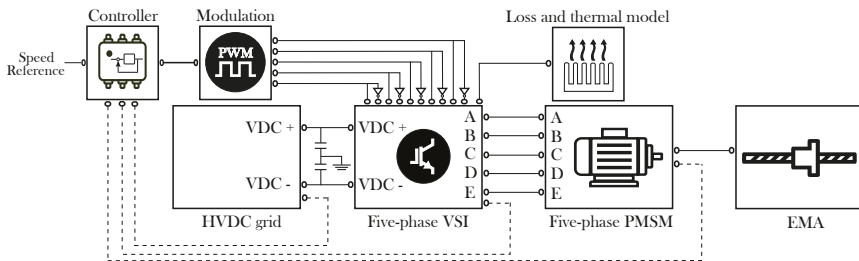 Controller
Modulation
Loss and thermal model
Speed
Reference
PWM
VDC +
VDC -
HVDC grid
VDC +
VDC -
A
B
C
D
E
Five-phase VSI
A
B
C
D
E
Five-phase PMSM
EMA